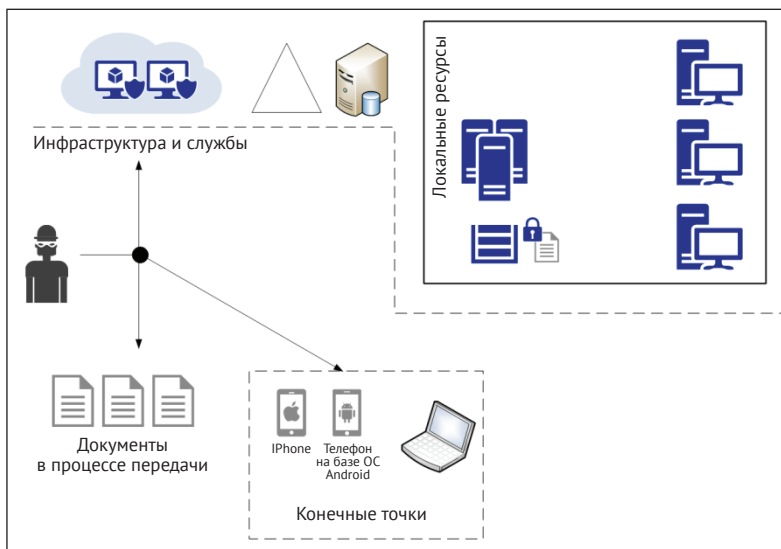 Локальные ресурсы
Инфраструктура и службы
Документы
в процессе передачи
IPhone
Телефон
на базе ОС
Android
Конечные точки